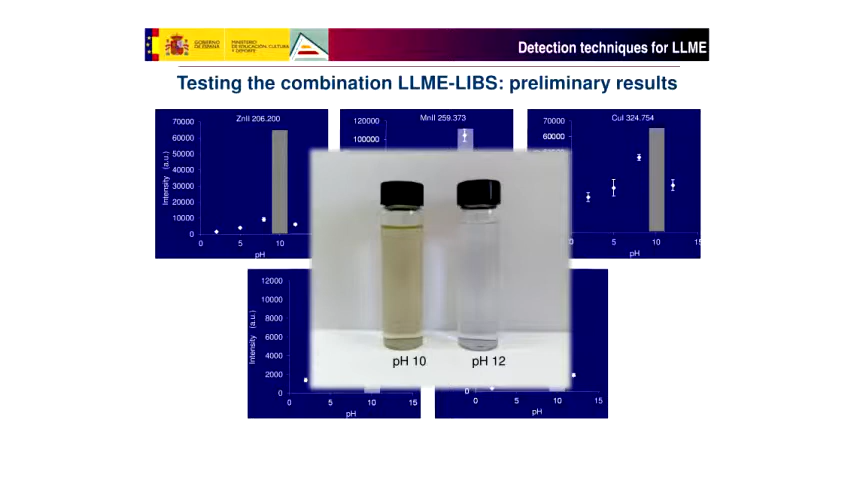 GOBIERNO
DE ESPAÑA
MINISTERIO
DE EDUCACIÓN, CULTURA
Y DEPORTE
Detection techniques for LLME
Testing the combination LLME-LIBS: preliminary results
ZnII 206.200
70000
60000
50000
40000
30000
20000
10000
0
Intensity (a.u.)
0 5 10
pH
MnII 259.373
120000
100000
CuI 324.754
70000
60000
0 5 10 15
pH
12000
10000
8000
6000
4000
2000
0
Intensity (a.u.)
0 5 10 15
pH
0
0 5 10 15
pH
pH 10
pH 12